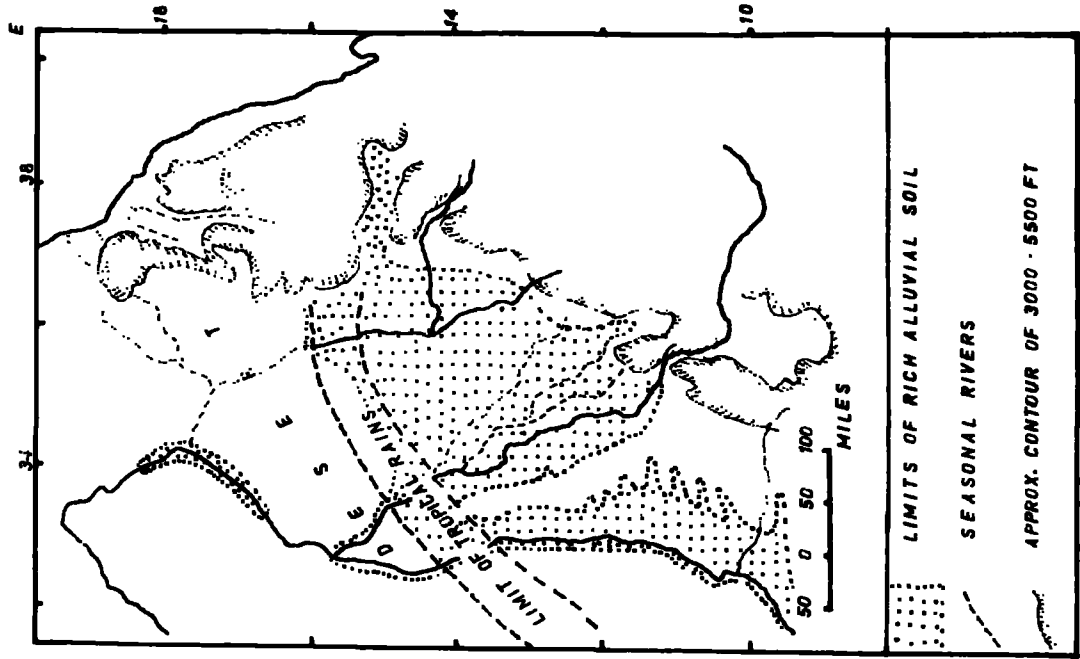 E
18
14
10
38
34
DESERT
LIMIT OF TROPICAL RAINS
50 0 50 100
MILES
LIMITS OF RICH ALLUVIAL SOIL
SEASONAL RIVERS
APPROX. CONTOUR OF 3000 - 5500 FT